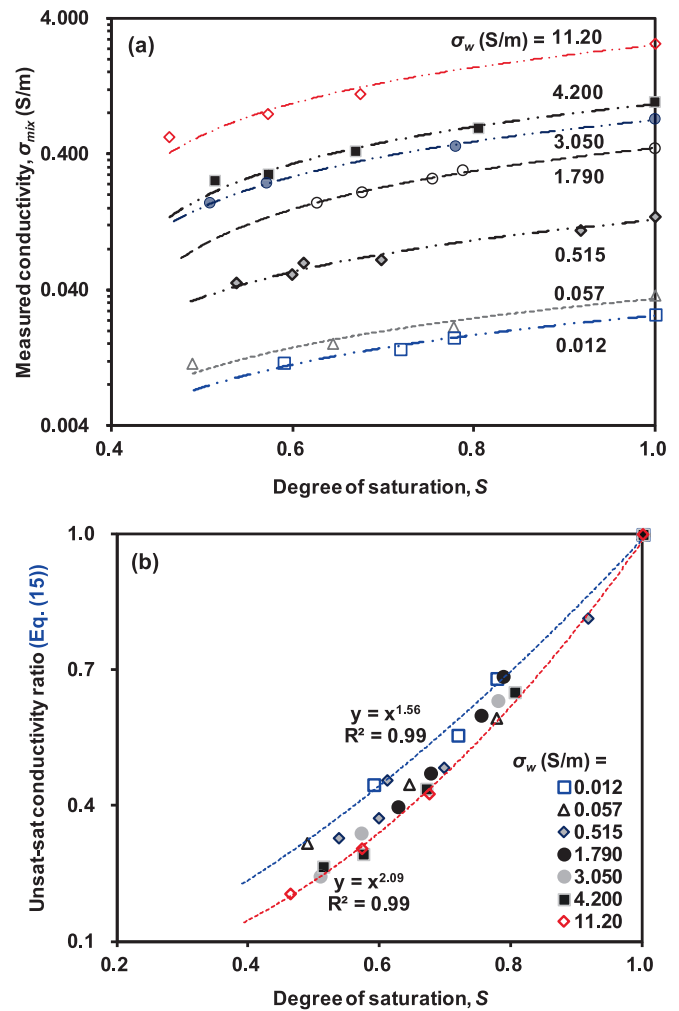 4.000
(a)
σw (S/m) = 11.20
4.200
0.400
3.050
1.790
0.515
0.040
0.057
0.012
0.004
0.4
0.6
0.8
1.0
Measured conductivity, σmix (S/m)
Degree of saturation, S
1.0
(b)
0.7
y = x^1.56
R² = 0.99
σw (S/m) =
0.012
0.057
0.515
1.790
3.050
4.200
11.20
0.4
y = x^2.09
R² = 0.99
0.1
0.2
0.4
0.6
0.8
1.0
Unsat-sat conductivity ratio (Eq. (15))
Degree of saturation, S